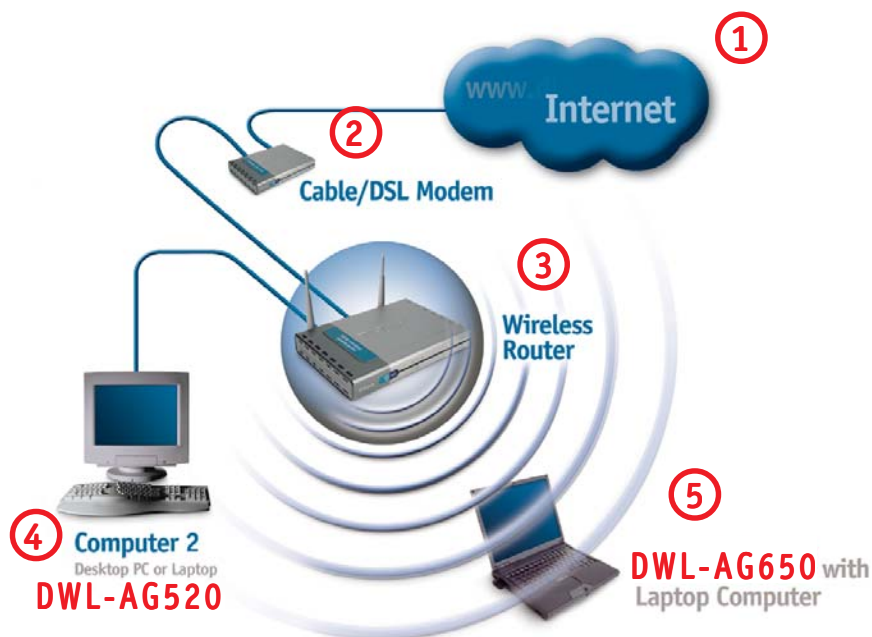 1
www.
Internet
2
Cable/DSL Modem
3
Wireless
Router
4
Computer 2
Desktop PC or Laptop
DWL-AG520
5
DWL-AG650 with
Laptop Computer